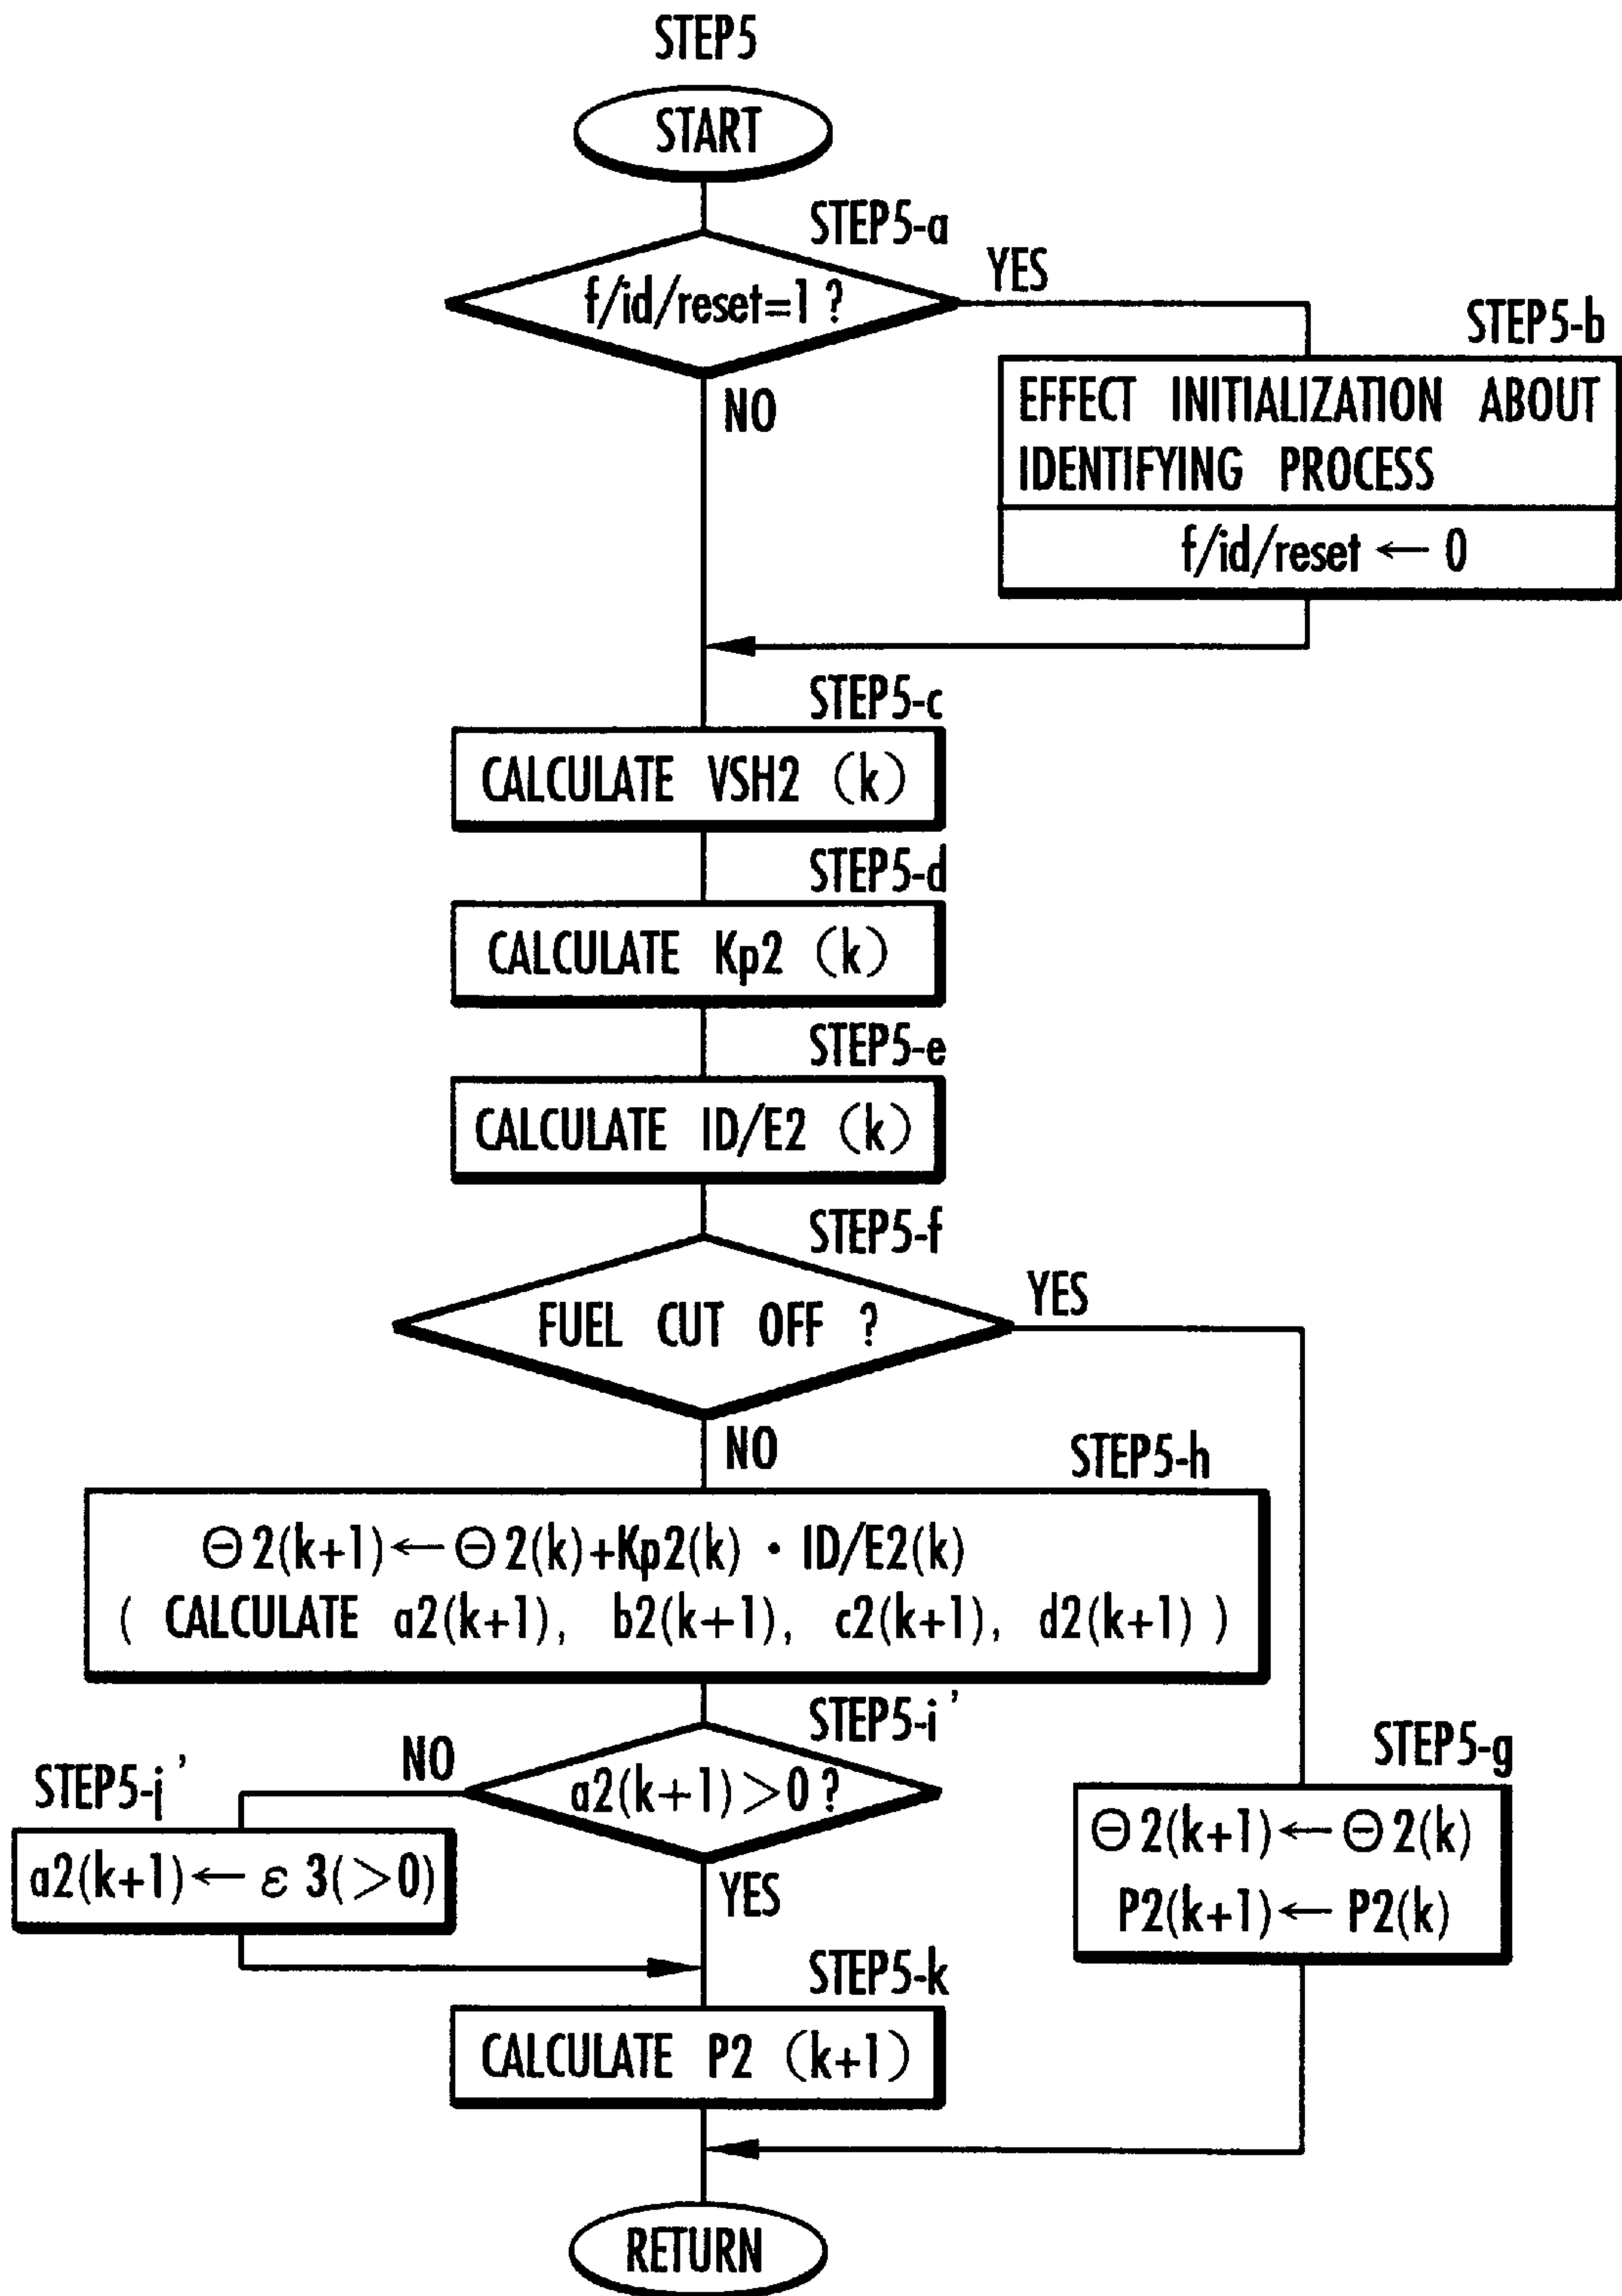 STEP5
START
STEP5-a
f/id/reset=1 ?
YES
NO
STEP5-b
EFFECT INITIALIZATION ABOUT
IDENTIFYING PROCESS
f/id/reset ← 0
STEP5-c
CALCULATE VSH2 (k)
STEP5-d
CALCULATE Kp2 (k)
STEP5-e
CALCULATE ID/E2 (k)
STEP5-f
FUEL CUT OFF ?
YES
NO
STEP5-h
Θ2(k+1)←Θ2(k)+Kp2(k) · ID/E2(k)
( CALCULATE a2(k+1), b2(k+1), c2(k+1), d2(k+1) )
STEP5-i'
a2(k+1)>0?
NO
YES
STEP5-j'
a2(k+1)← ε3(>0)
STEP5-g
Θ2(k+1)←Θ2(k)
P2(k+1)← P2(k)
STEP5-k
CALCULATE P2 (k+1)
RETURN